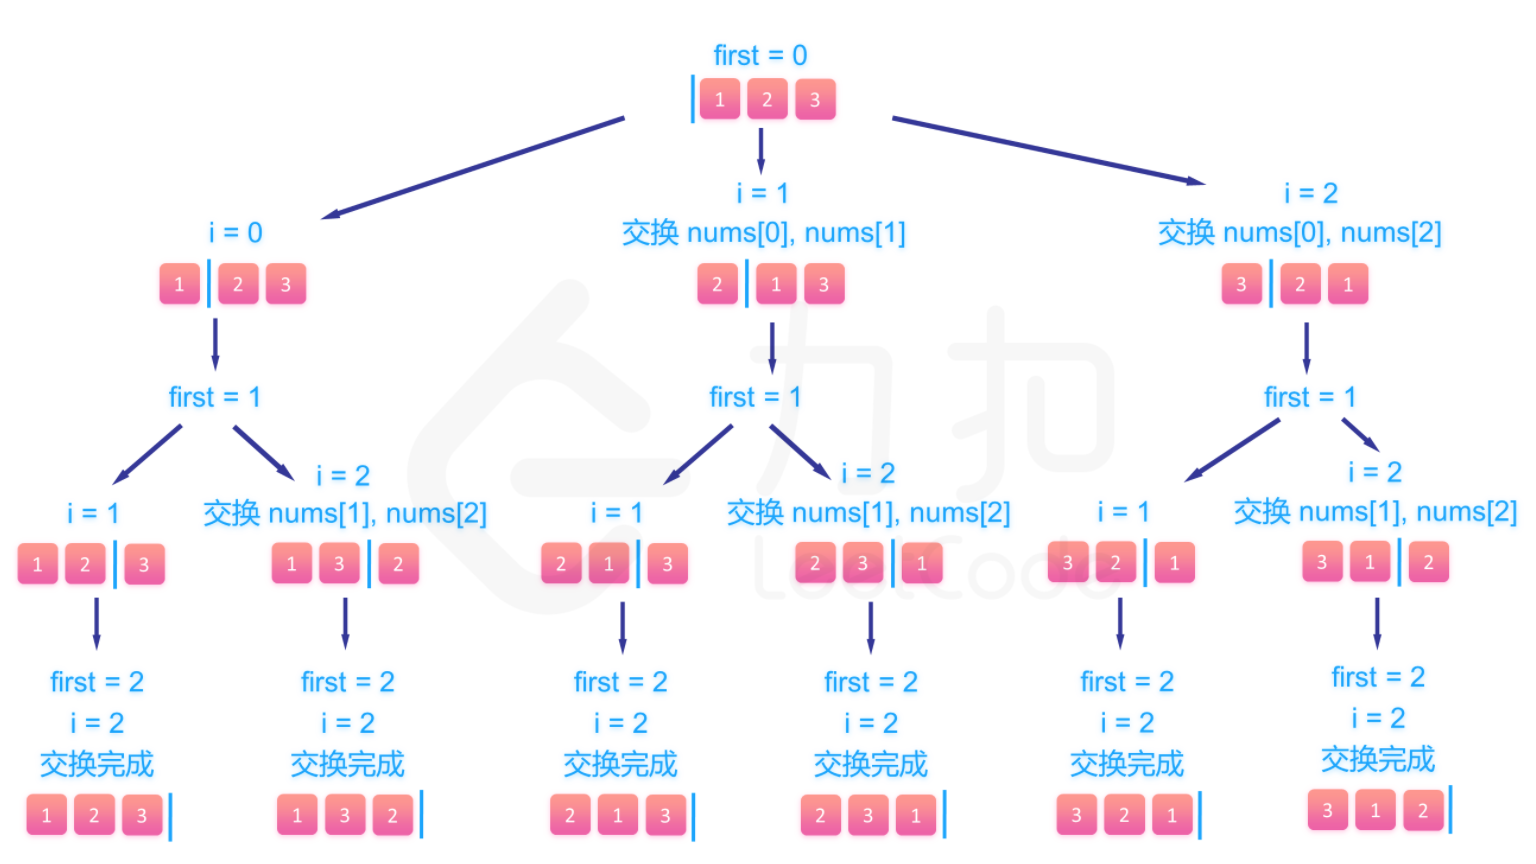 first = 0
1 2 3
i = 0
1 2 3
i = 1
交换 nums[0], nums[1]
2 1 3
i = 2
交换 nums[0], nums[2]
3 2 1
first = 1
first = 1
first = 1
i = 1
1 2 3
i = 2
交换 nums[1], nums[2]
1 3 2
i = 1
2 1 3
i = 2
交换 nums[1], nums[2]
2 3 1
i = 1
3 2 1
i = 2
交换 nums[1], nums[2]
3 1 2
first = 2
i = 2
交换完成
1 2 3
first = 2
i = 2
交换完成
1 3 2
first = 2
i = 2
交换完成
2 1 3
first = 2
i = 2
交换完成
2 3 1
first = 2
i = 2
交换完成
3 2 1
first = 2
i = 2
交换完成
3 1 2
力扣
LeetCode